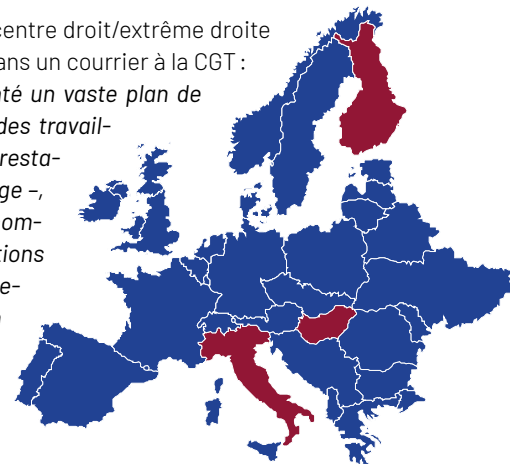 centre droit/extrême droite
ans un courrier à la CGT :
nté un vaste plan de
des travail-
resta-
ge –,
om-
tions
e-